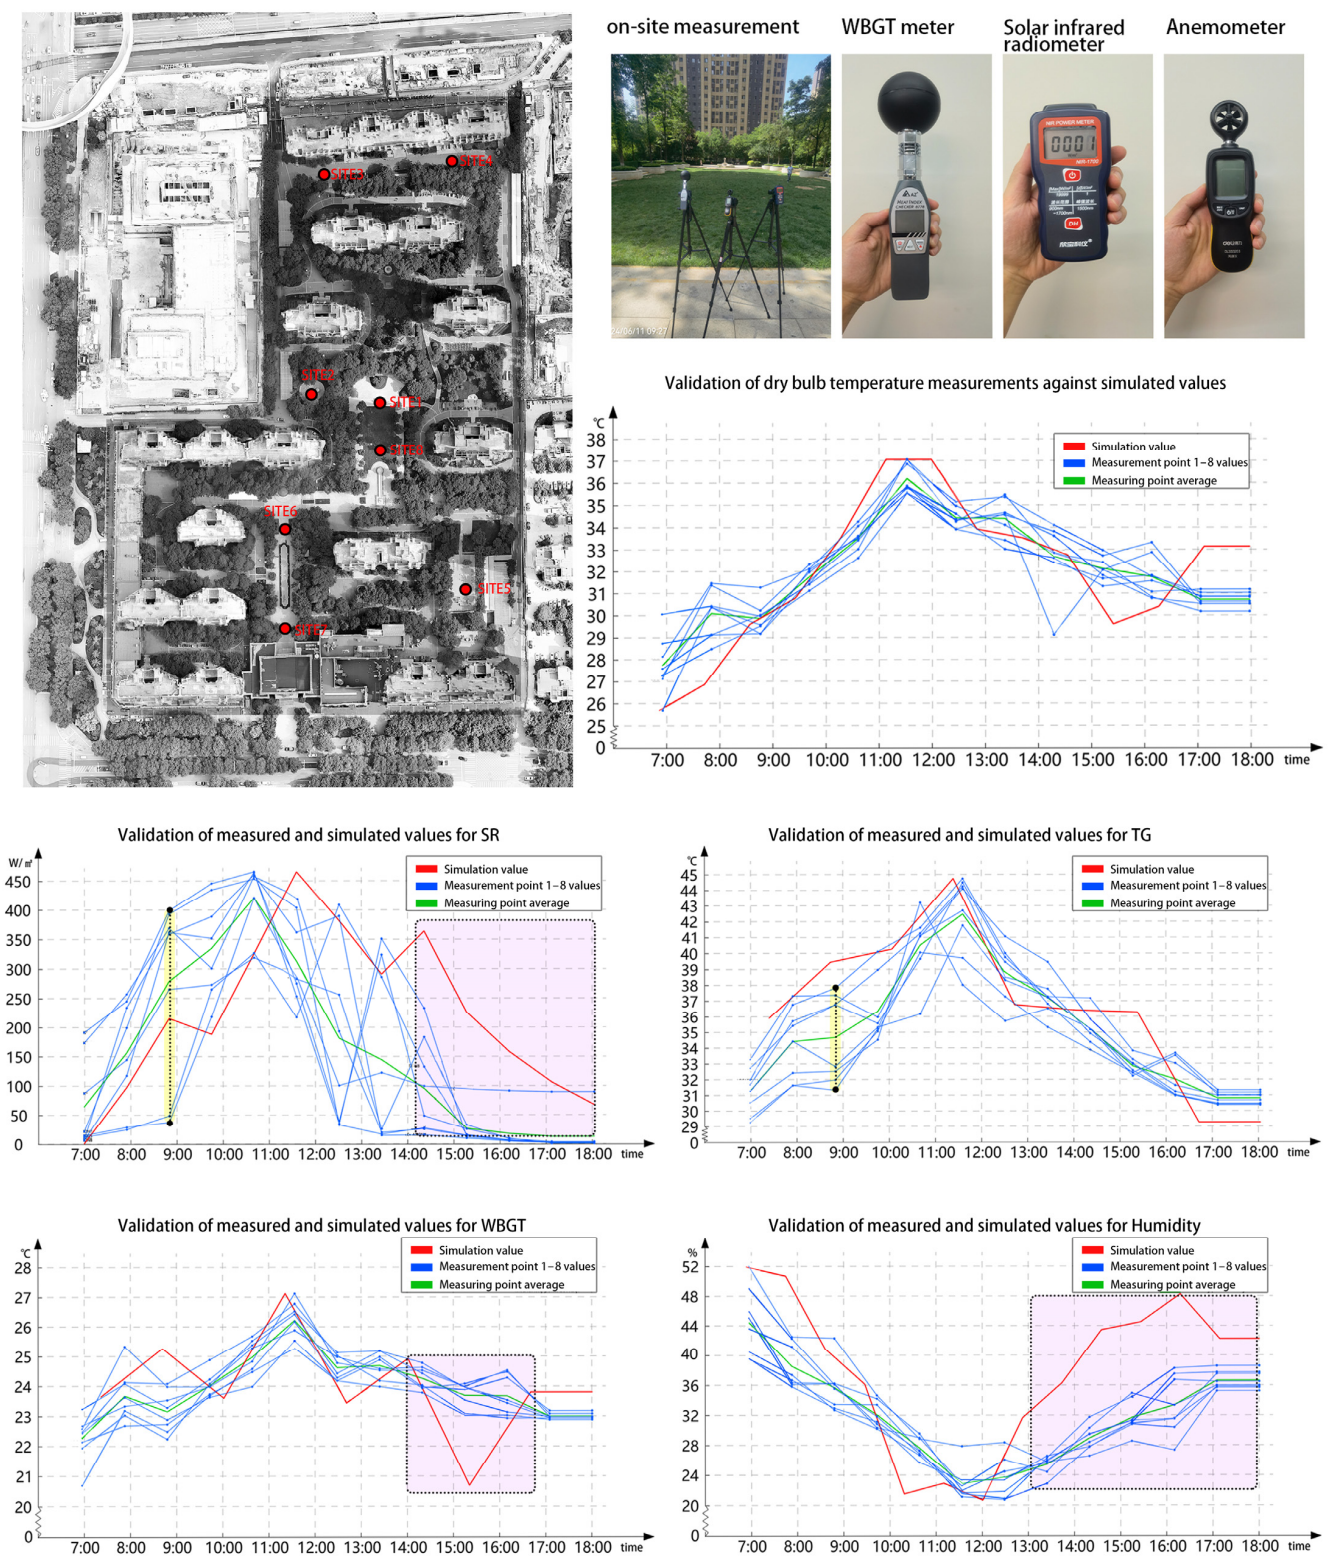 on-site measurement
WBGT meter
Solar infrared
radiometer
Anemometer
SITE4
SITE3
SITE2
SITE1
SITE8
SITE6
SITE5
SITE7
NIR POWER METER
0001
Validation of dry bulb temperature measurements against simulated values
℃
38
37
36
35
34
33
32
31
30
29
28
27
26
25
0
Simulation value
Measurement point 1–8 values
Measuring point average
7:00 8:00 9:00 10:00 11:00 12:00 13:00 14:00 15:00 16:00 17:00 18:00 time
Validation of measured and simulated values for SR
W/㎡
450
400
350
300
250
200
150
100
50
0
Simulation value
Measurement point 1–8 values
Measuring point average
7:00 8:00 9:00 10:00 11:00 12:00 13:00 14:00 15:00 16:00 17:00 18:00 time
Validation of measured and simulated values for TG
℃
45
44
43
42
41
40
39
38
37
36
35
34
33
32
31
30
29
0
Simulation value
Measurement point 1–8 values
Measuring point average
7:00 8:00 9:00 10:00 11:00 12:00 13:00 14:00 15:00 16:00 17:00 18:00 time
Validation of measured and simulated values for WBGT
℃
28
27
26
25
24
23
22
21
20
0
Simulation value
Measurement point 1–8 values
Measuring point average
7:00 8:00 9:00 10:00 11:00 12:00 13:00 14:00 15:00 16:00 17:00 18:00 time
Validation of measured and simulated values for Humidity
%
52
48
44
40
36
32
28
24
20
0
Simulation value
Measurement point 1–8 values
Measuring point average
7:00 8:00 9:00 10:00 11:00 12:00 13:00 14:00 15:00 16:00 17:00 18:00 time